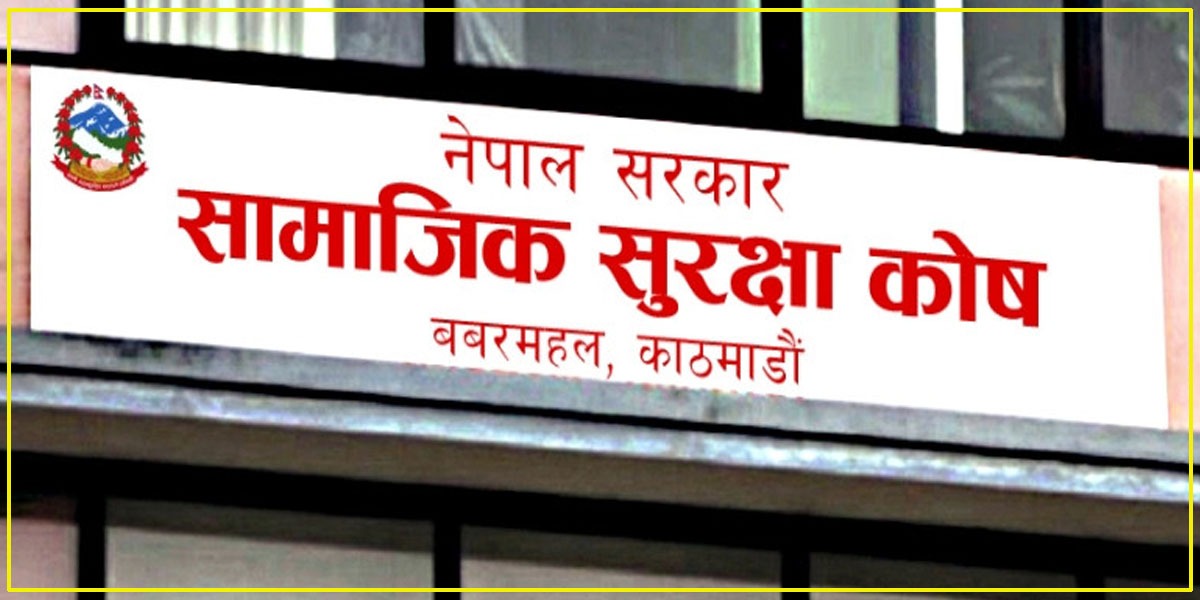 नेपाल सरकार
सामाजिक सुरक्षा कोष
बबरमहल, काठमाडौं